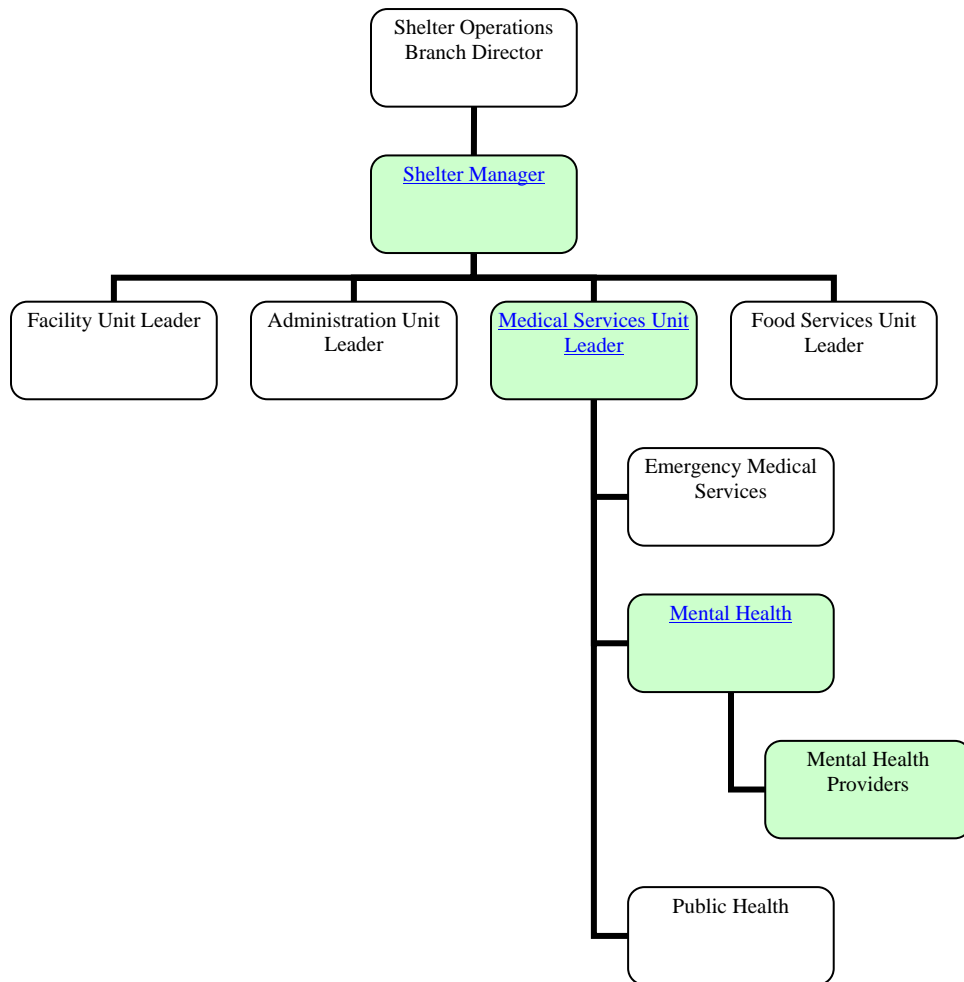 Shelter Operations
Branch Director
Shelter Manager
Facility Unit Leader
Administration Unit
Leader
Medical Services Unit
Leader
Food Services Unit
Leader
Emergency Medical
Services
Mental Health
Mental Health
Providers
Public Health